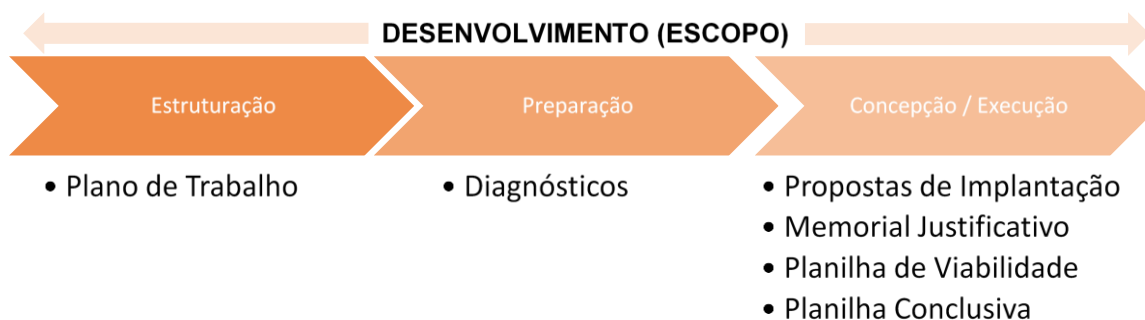 DESENVOLVIMENTO (ESCOPO)
Estruturação
Preparação
Concepção / Execução
• Plano de Trabalho
• Diagnósticos
• Propostas de Implantação
• Memorial Justificativo
• Planilha de Viabilidade
• Planilha Conclusiva